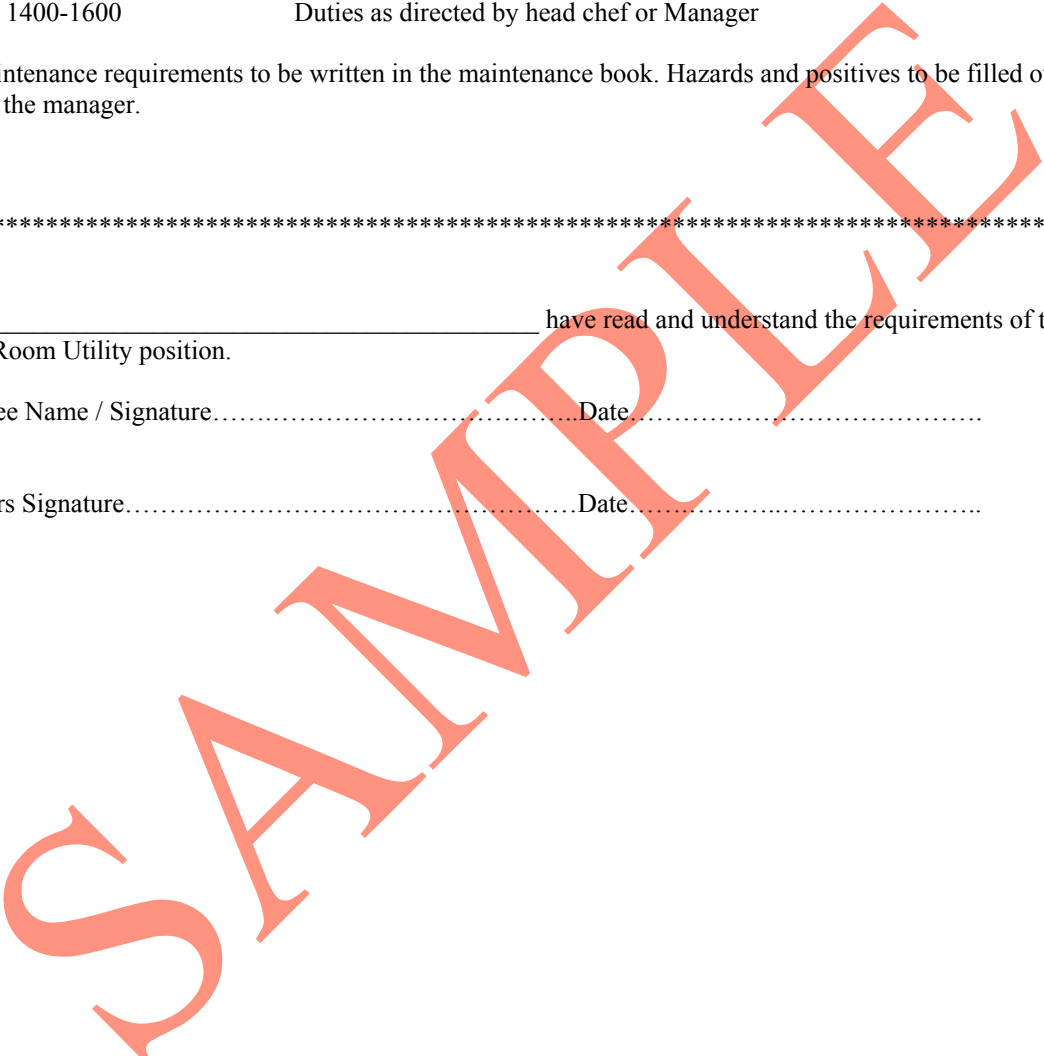 1400-1600 Duties as directed by head chef or Manager
intenance requirements to be written in the maintenance book. Hazards and positives to be filled o
the manager.
********************************************************************************
__________________________________________ have read and understand the requirements of t
Room Utility position.
ee Name / Signature…….……………………………..Date…………………………………….
rs Signature……………………………………………Date……………..…………………..
SAMPLE